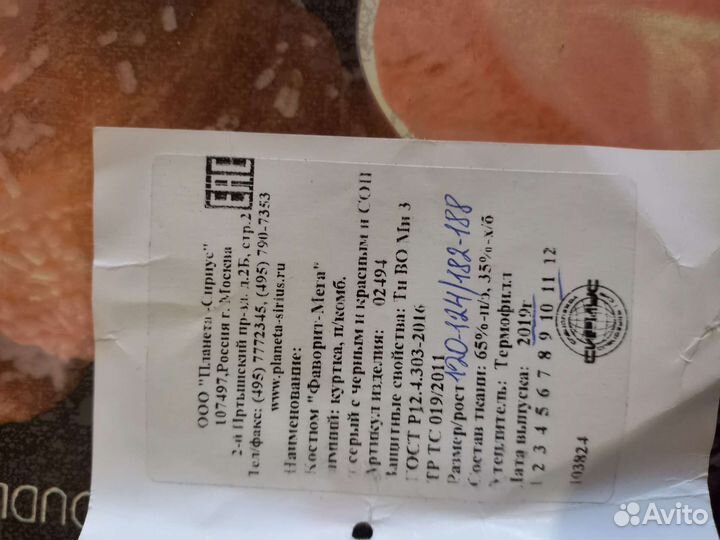 ООО "Планета-Сириус"
107497,Россия г. Москва
2-й Иртышский пр-зд. д.2Б, стр.2
Тел/факс: (495) 7772345, (495) 790-7353
www.planeta-sirius.ru
EAC
Наименование:
Костюм "Фаворит-Мега"
зимний: куртка, п/комб.
т.серый с черным и красным и СОП
Артикул изделия: 02494
Защитные свойства: Тн ВО Ми З
ГОСТ Р12.4.303-2016
ТР ТС 019/2011
Размер/рост 120-124/182-188
Состав ткани: 65%-п/э, 35%-х/б
Утеплитель: Термофилл
Дата выпуска: 2019г
1 2 3 4 5 6 7 8 9 10 11 12
СИРИУС
103824
Avito